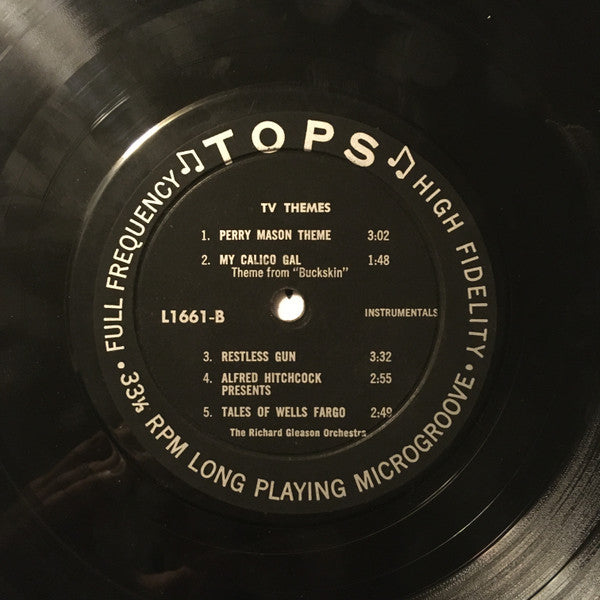 ♫TOPS♫
• FULL FREQUENCY
HIGH FIDELITY •
33⅓ RPM LONG PLAYING MICROGROOVE
TV THEMES
1. PERRY MASON THEME 3:02
2. MY CALICO GAL 1:48
Theme from "Buckskin"
L1661-B INSTRUMENTALS
3. RESTLESS GUN 3:32
4. ALFRED HITCHCOCK 2:55
PRESENTS
5. TALES OF WELLS FARGO 2:49
The Richard Gleason Orchestra